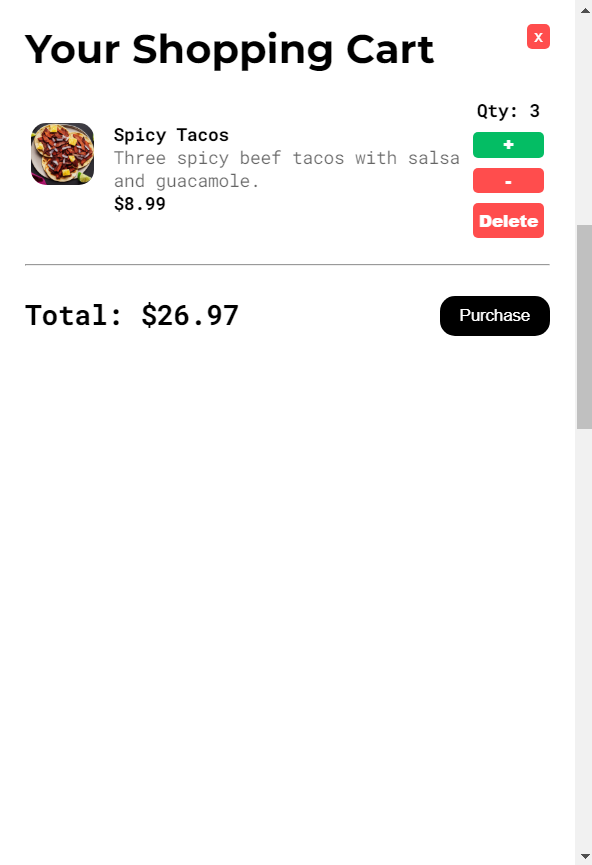 Your Shopping Cart
x
Qty: 3
Spicy Tacos
Three spicy beef tacos with salsa
and guacamole.
$8.99
+
-
Delete
Total: $26.97
Purchase